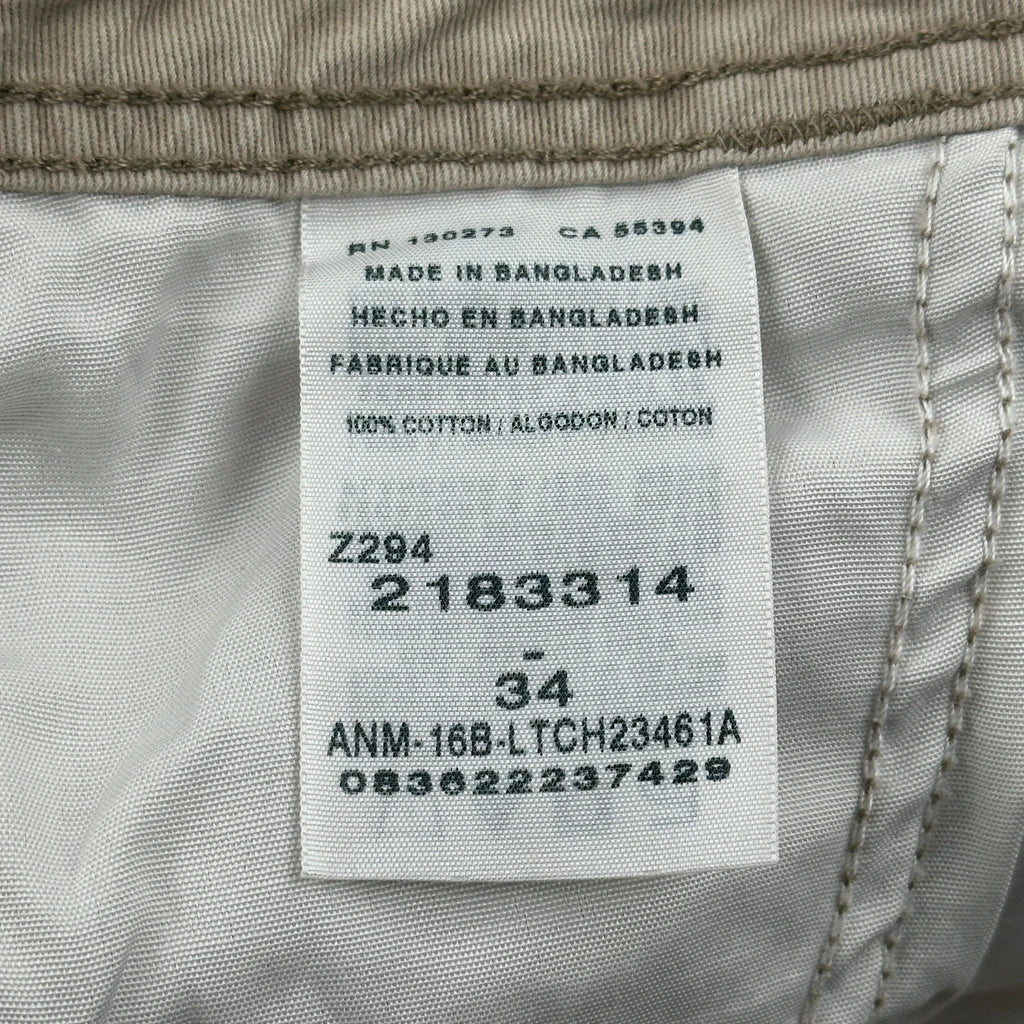 RN 130273 CA 55394
MADE IN BANGLADESH
HECHO EN BANGLADESH
FABRIQUE AU BANGLADESH
100% COTTON / ALGODON / COTON
Z294
2183314
-
34
ANM-16B-LTCH23461A
083622237429